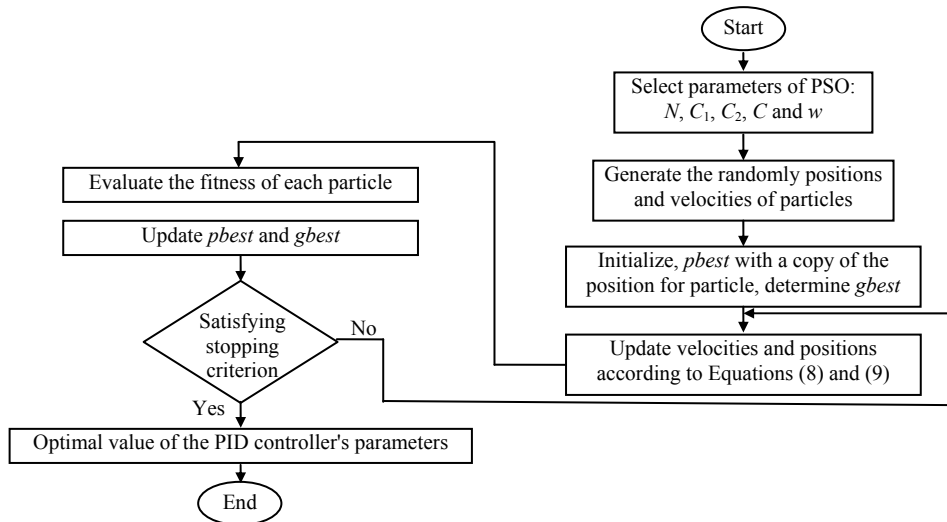 Start
Select parameters of PSO:
N, C₁, C₂, C and w
Generate the randomly positions
and velocities of particles
Initialize, pbest with a copy of the
position for particle, determine gbest
Update velocities and positions
according to Equations (8) and (9)
Evaluate the fitness of each particle
Update pbest and gbest
Satisfying
stopping
criterion
No
Yes
Optimal value of the PID controller's parameters
End